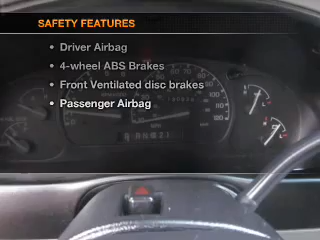 SAFETY FEATURES
• Driver Airbag
• 4-wheel ABS Brakes
• Front Ventilated disc brakes
• Passenger Airbag